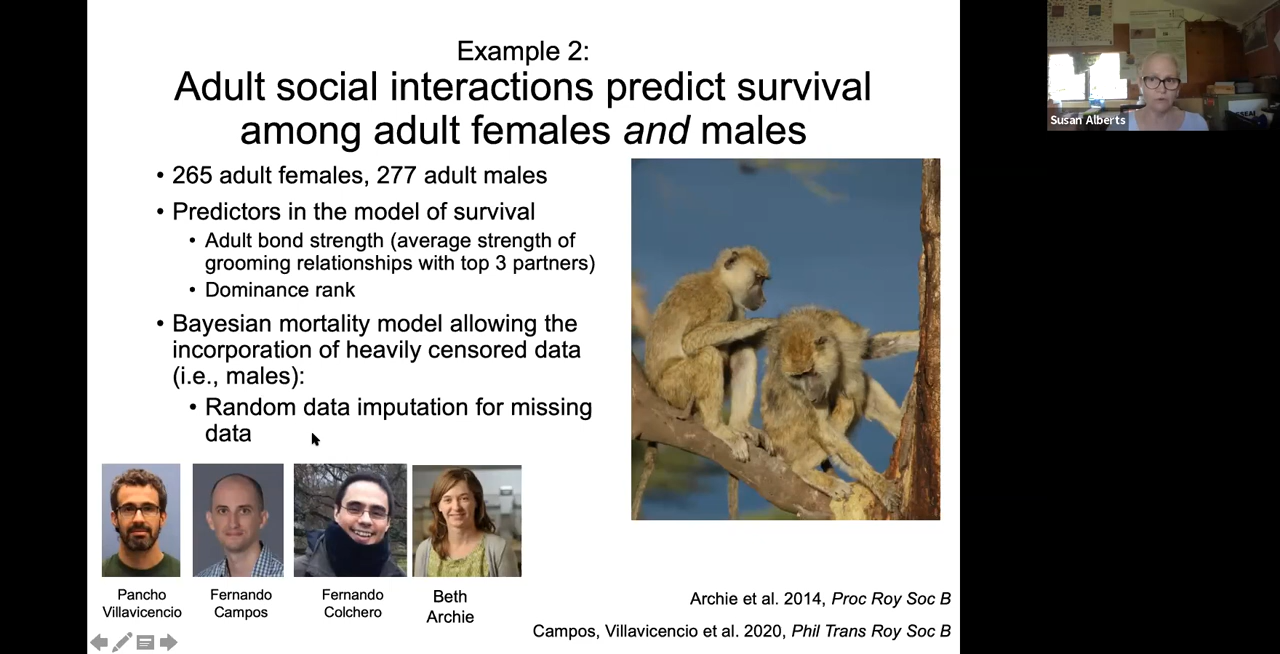 Example 2:
Adult social interactions predict survival
among adult females and males
• 265 adult females, 277 adult males
• Predictors in the model of survival
• Adult bond strength (average strength of
grooming relationships with top 3 partners)
• Dominance rank
• Bayesian mortality model allowing the
incorporation of heavily censored data
(i.e., males):
• Random data imputation for missing
data
Pancho
Villavicencio
Fernando
Campos
Fernando
Colchero
Beth
Archie
Archie et al. 2014, Proc Roy Soc B
Campos, Villavicencio et al. 2020, Phil Trans Roy Soc B
Susan Alberts